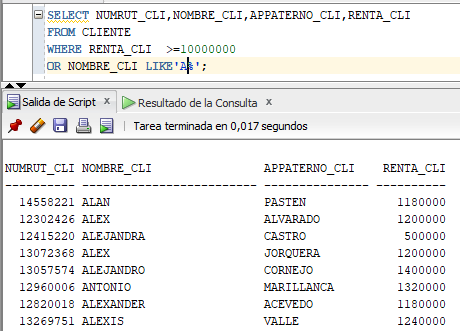 SELECT NUMRUT_CLI,NOMBRE_CLI,APPATERNO_CLI,RENTA_CLI
FROM CLIENTE
WHERE RENTA_CLI  >=10000000
OR NOMBRE_CLI LIKE'A%';
Salida de Script x Resultado de la Consulta x
Tarea terminada en 0,017 segundos
NUMRUT_CLI NOMBRE_CLI APPATERNO_CLI RENTA_CLI
14558221 ALAN PASTEN 1180000
12302426 ALEX ALVARADO 1200000
12415220 ALEJANDRA CASTRO 500000
13072368 ALEX JORQUERA 1200000
13057574 ALEJANDRO CORNEJO 1400000
12960006 ANTONIO MARILLANCA 1320000
12820018 ALEXANDER ACEVEDO 1180000
13269751 ALEXIS VALLE 1240000